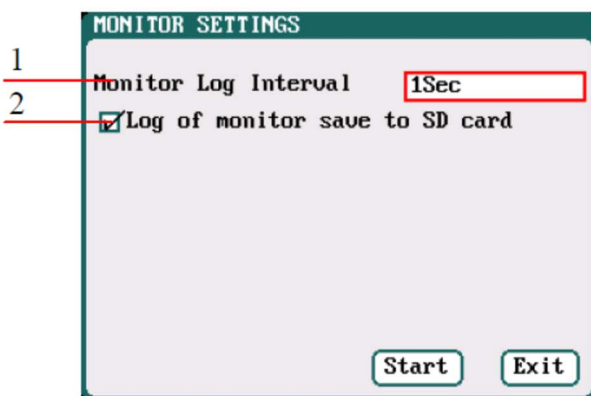 MONITOR SETTINGS
1
Monitor Log Interval 1Sec
2
Log of monitor save to SD card
Start Exit